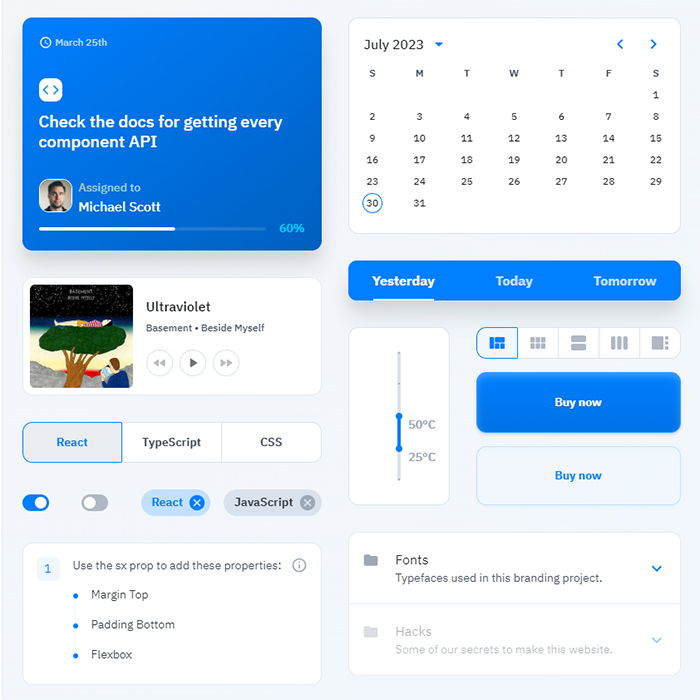 March 25th
Check the docs for getting every
component API
Assigned to
Michael Scott
60%
BASEMENT
BESIDE MYSELF
Ultraviolet
Basement • Beside Myself
React
TypeScript
CSS
React
JavaScript
1
Use the sx prop to add these properties:
Margin Top
Padding Bottom
Flexbox
July 2023
S M T W T F S
1
2 3 4 5 6 7 8
9 10 11 12 13 14 15
16 17 18 19 20 21 22
23 24 25 26 27 28 29
30 31
Yesterday Today Tomorrow
50°C
25°C
Buy now
Buy now
Fonts
Typefaces used in this branding project.
Hacks
Some of our secrets to make this website.